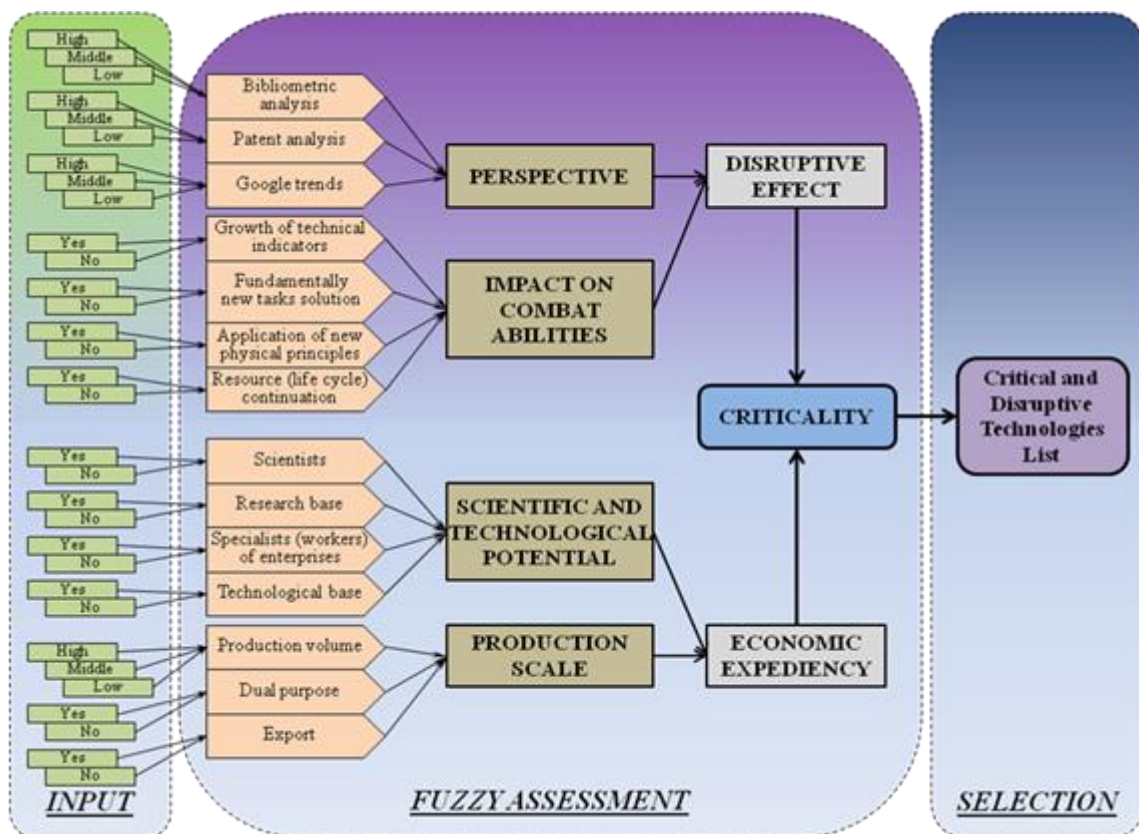 High
Middle
Low
High
Middle
Low
High
Middle
Low
Yes
No
Yes
No
Yes
No
Yes
No
Yes
No
Yes
No
Yes
No
Yes
No
High
Middle
Low
Yes
No
Yes
No
INPUT
Bibliometric
analysis
Patent analysis
Google trends
Growth of technical
indicators
Fundamentally
new tasks solution
Application of new
physical principles
Resource (life cycle)
continuation
Scientists
Research base
Specialists (workers)
of enterprises
Technological base
Production volume
Dual purpose
Export
PERSPECTIVE
IMPACT ON
COMBAT
ABILITIES
SCIENTIFIC AND
TECHNOLOGICAL
POTENTIAL
PRODUCTION
SCALE
DISRUPTIVE
EFFECT
CRITICALITY
ECONOMIC
EXPEDIENCY
FUZZY ASSESSMENT
Critical and
Disruptive
Technologies
List
SELECTION